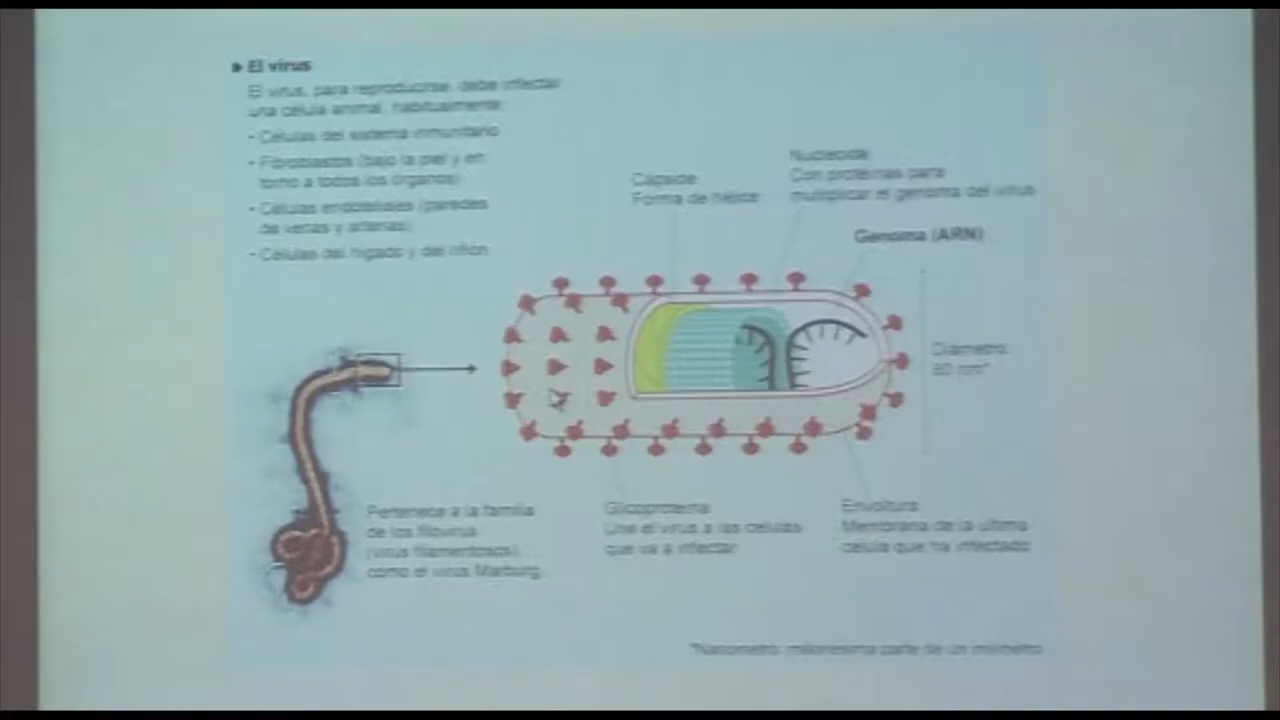 El virus
El virus, para reproducirse, debe infectar
una célula animal, habitualmente:
• Células del sistema inmunitario
• Fibroblastos (bajo la piel y en
torno a todos los órganos)
• Células endoteliales (paredes
de venas y arterias)
• Células del hígado y del riñón
Cápside
Forma de hélice
Nucleocida
Con proteínas para
multiplicar el genoma del virus
Genoma (ARN)
Diámetro:
80 nm*
Pertenece a la familia
de los filovirus
(virus filamentosos),
como el virus Marburg.
Glicoproteína
Une el virus a las células
que va a infectar
Envoltura
Membrana de la última
célula que ha infectado
*Nanómetro: millonésima parte de un milímetro